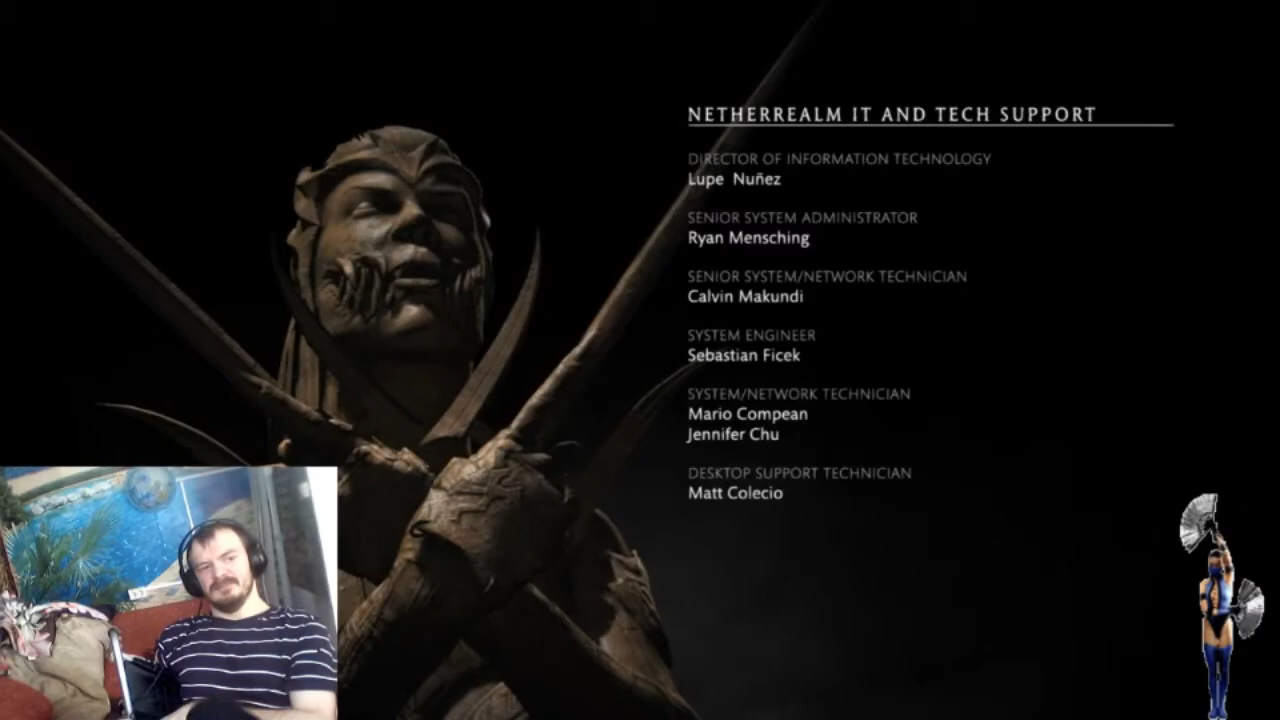 NETHERREALM IT AND TECH SUPPORT
DIRECTOR OF INFORMATION TECHNOLOGY
Lupe Nuñez
SENIOR SYSTEM ADMINISTRATOR
Ryan Mensching
SENIOR SYSTEM/NETWORK TECHNICIAN
Calvin Makundi
SYSTEM ENGINEER
Sebastian Ficek
SYSTEM/NETWORK TECHNICIAN
Mario Compean
Jennifer Chu
DESKTOP SUPPORT TECHNICIAN
Matt Colecio